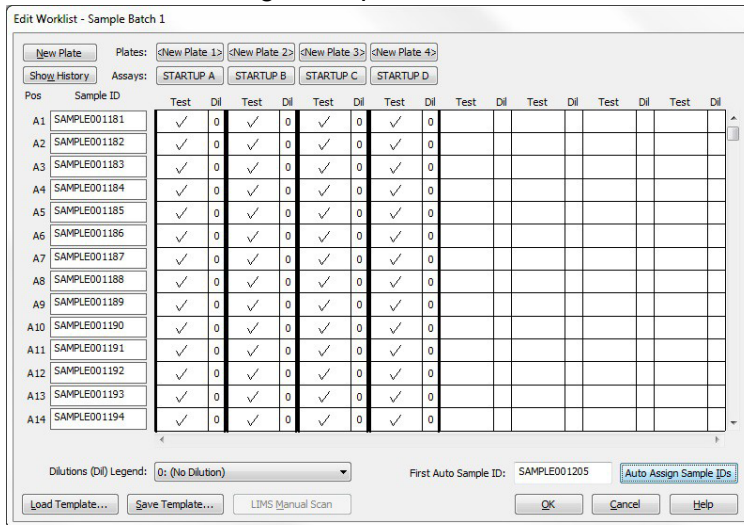 Edit Worklist - Sample Batch 1
New Plate Plates: <New Plate 1> <New Plate 2> <New Plate 3> <New Plate 4>
Show History Assays: STARTUP A STARTUP B STARTUP C STARTUP D
Pos Sample ID Test Dil Test Dil Test Dil Test Dil Test Dil Test Dil Test Dil Test Dil
A1 SAMPLE001181 ✓ 0 ✓ 0 ✓ 0 ✓ 0
A2 SAMPLE001182 ✓ 0 ✓ 0 ✓ 0 ✓ 0
A3 SAMPLE001183 ✓ 0 ✓ 0 ✓ 0 ✓ 0
A4 SAMPLE001184 ✓ 0 ✓ 0 ✓ 0 ✓ 0
A5 SAMPLE001185 ✓ 0 ✓ 0 ✓ 0 ✓ 0
A6 SAMPLE001186 ✓ 0 ✓ 0 ✓ 0 ✓ 0
A7 SAMPLE001187 ✓ 0 ✓ 0 ✓ 0 ✓ 0
A8 SAMPLE001188 ✓ 0 ✓ 0 ✓ 0 ✓ 0
A9 SAMPLE001189 ✓ 0 ✓ 0 ✓ 0 ✓ 0
A10 SAMPLE001190 ✓ 0 ✓ 0 ✓ 0 ✓ 0
A11 SAMPLE001191 ✓ 0 ✓ 0 ✓ 0 ✓ 0
A12 SAMPLE001192 ✓ 0 ✓ 0 ✓ 0 ✓ 0
A13 SAMPLE001193 ✓ 0 ✓ 0 ✓ 0 ✓ 0
A14 SAMPLE001194 ✓ 0 ✓ 0 ✓ 0 ✓ 0
Dilutions (Dil) Legend: 0: (No Dilution) First Auto Sample ID: SAMPLE001205 Auto Assign Sample IDs
Load Template... Save Template... LIMS Manual Scan OK Cancel Help